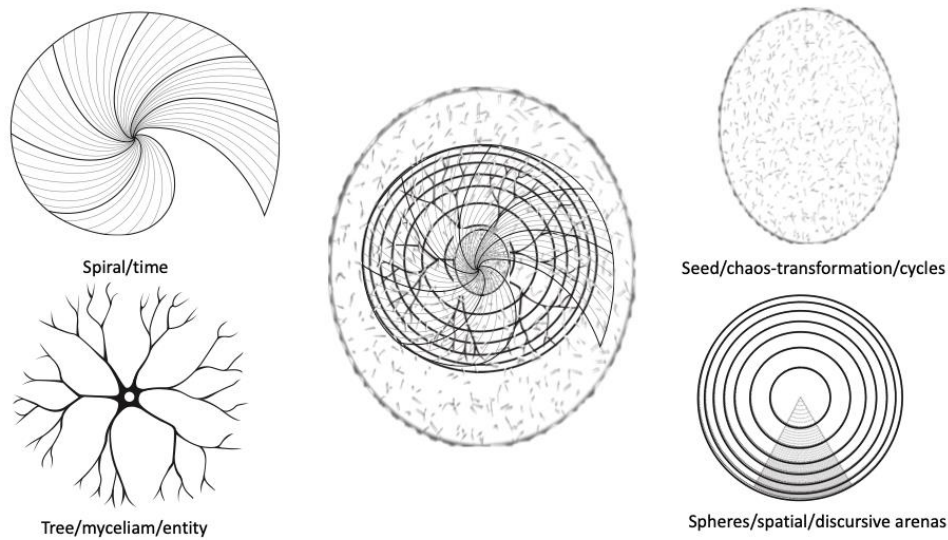 Spiral/time
Seed/chaos-transformation/cycles
Tree/myceliam/entity
Spheres/spatial/discursive arenas